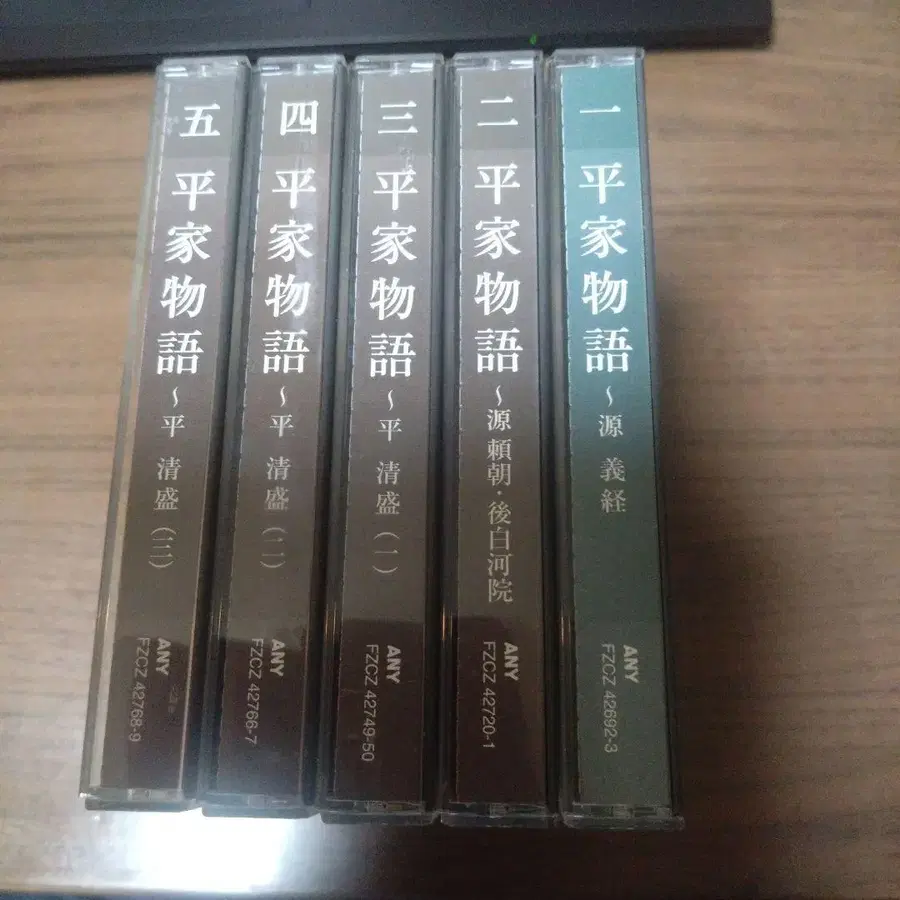 五 平家物語 ~ 平 清盛(三)
ANY
FZCZ 42768-9
四 平家物語 ~ 平 清盛(二)
ANY
FZCZ 42766-7
三 平家物語 ~ 平 清盛(一)
ANY
FZCZ 42749-50
二 平家物語 ~ 源 頼朝・後白河院
ANY
FZCZ 42720-1
一 平家物語 ~ 源 義経
ANY
FZCZ 42692-3